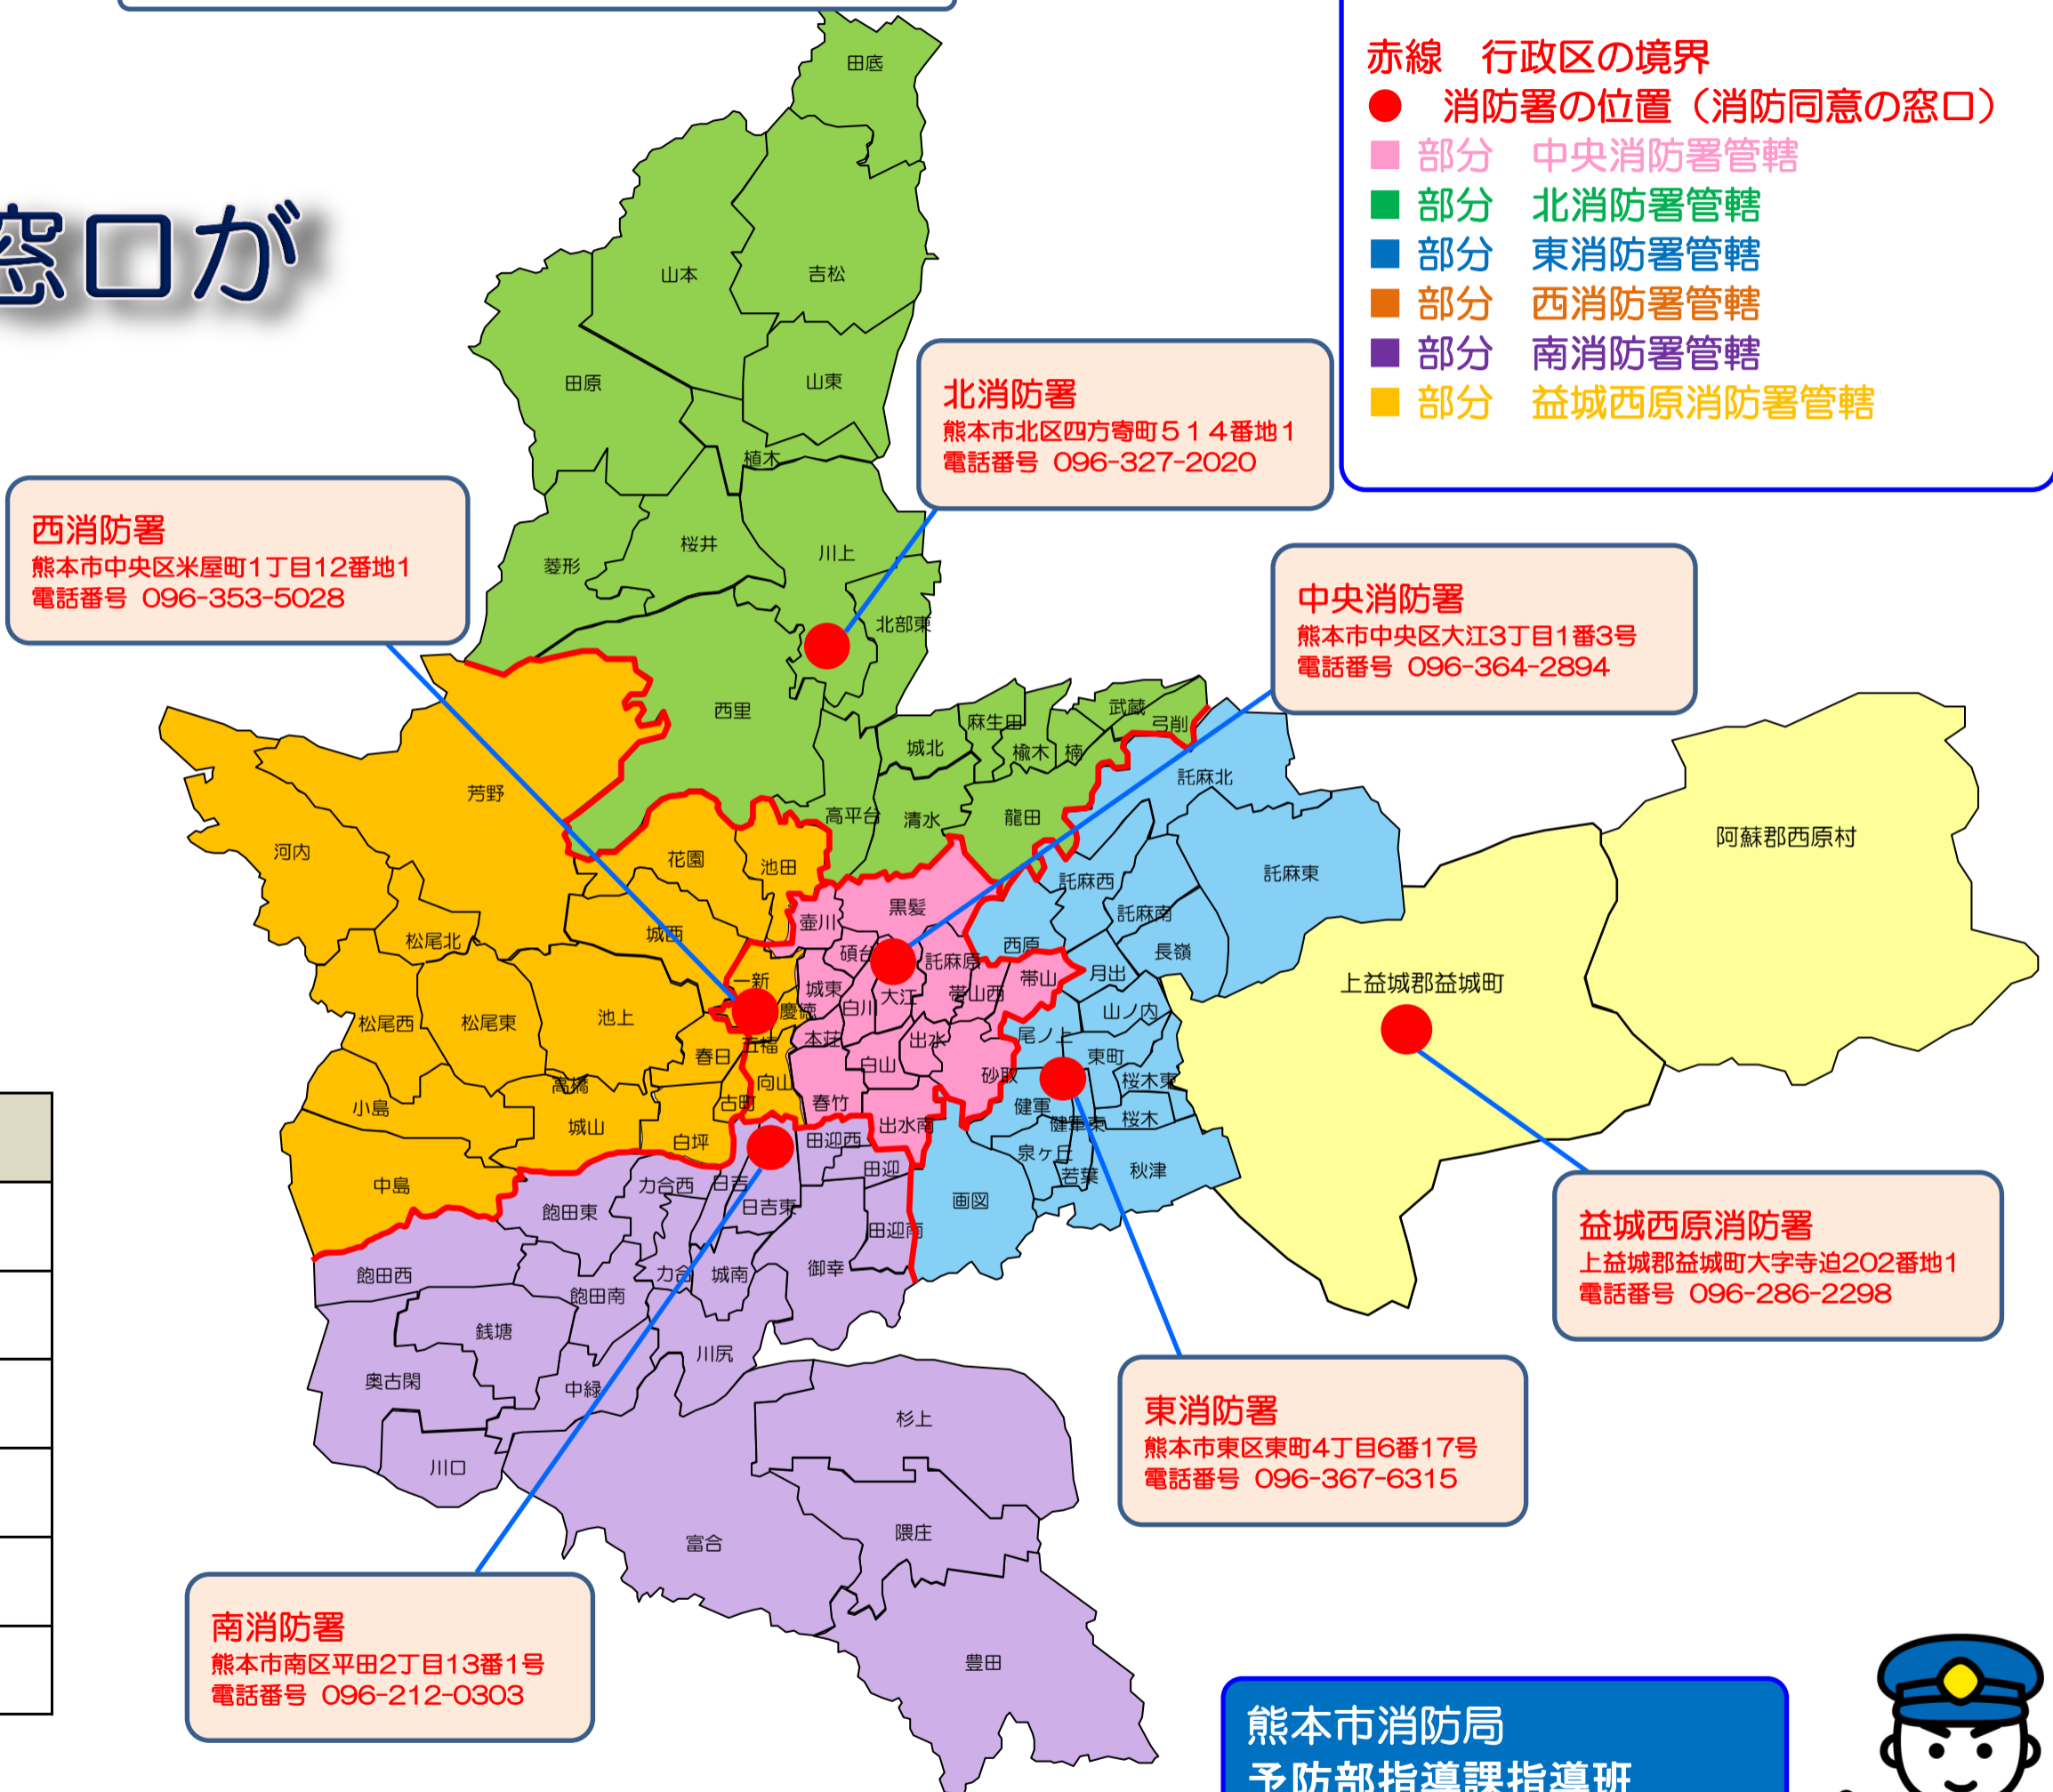 窓口が
赤線　行政区の境界
消防署の位置（消防同意の窓口）
部分　中央消防署管轄
部分　北消防署管轄
部分　東消防署管轄
部分　西消防署管轄
部分　南消防署管轄
部分　益城西原消防署管轄
北消防署
熊本市北区四方寄町５１４番地1
電話番号 096-327-2020
西消防署
熊本市中央区米屋町1丁目12番地1
電話番号 096-353-5028
中央消防署
熊本市中央区大江3丁目1番3号
電話番号 096-364-2894
田底
山本
吉松
田原
山東
植木
菱形
桜井
川上
北部東
西里
城北
麻生田
楡木
楠
武蔵
弓削
高平台
清水
龍田
芳野
河内
花園
池田
城西
松尾北
松尾西
松尾東
池上
一新
慶徳
五福
春日
向山
古町
高橋
小島
城山
白坪
中島
壷川
黒髪
碩台
城東
白川
大江
託麻原
帯山西
帯山
本荘
白山
出水
砂取
春竹
出水南
託麻北
託麻東
託麻西
託麻南
長嶺
西原
月出
山ノ内
尾ノ上
東町
桜木東
桜木
健軍
健軍東
泉ヶ丘
若葉
秋津
画図
阿蘇郡西原村
上益城郡益城町
田迎西
田迎
田迎南
日吉
日吉東
力合西
力合
城南
御幸
飽田東
飽田西
飽田南
銭塘
奥古閑
中緑
川尻
川口
杉上
富合
隈庄
豊田
益城西原消防署
上益城郡益城町大字寺迫202番地1
電話番号 096-286-2298
東消防署
熊本市東区東町4丁目6番17号
電話番号 096-367-6315
南消防署
熊本市南区平田2丁目13番1号
電話番号 096-212-0303
熊本市消防局
予防部指導課指導班